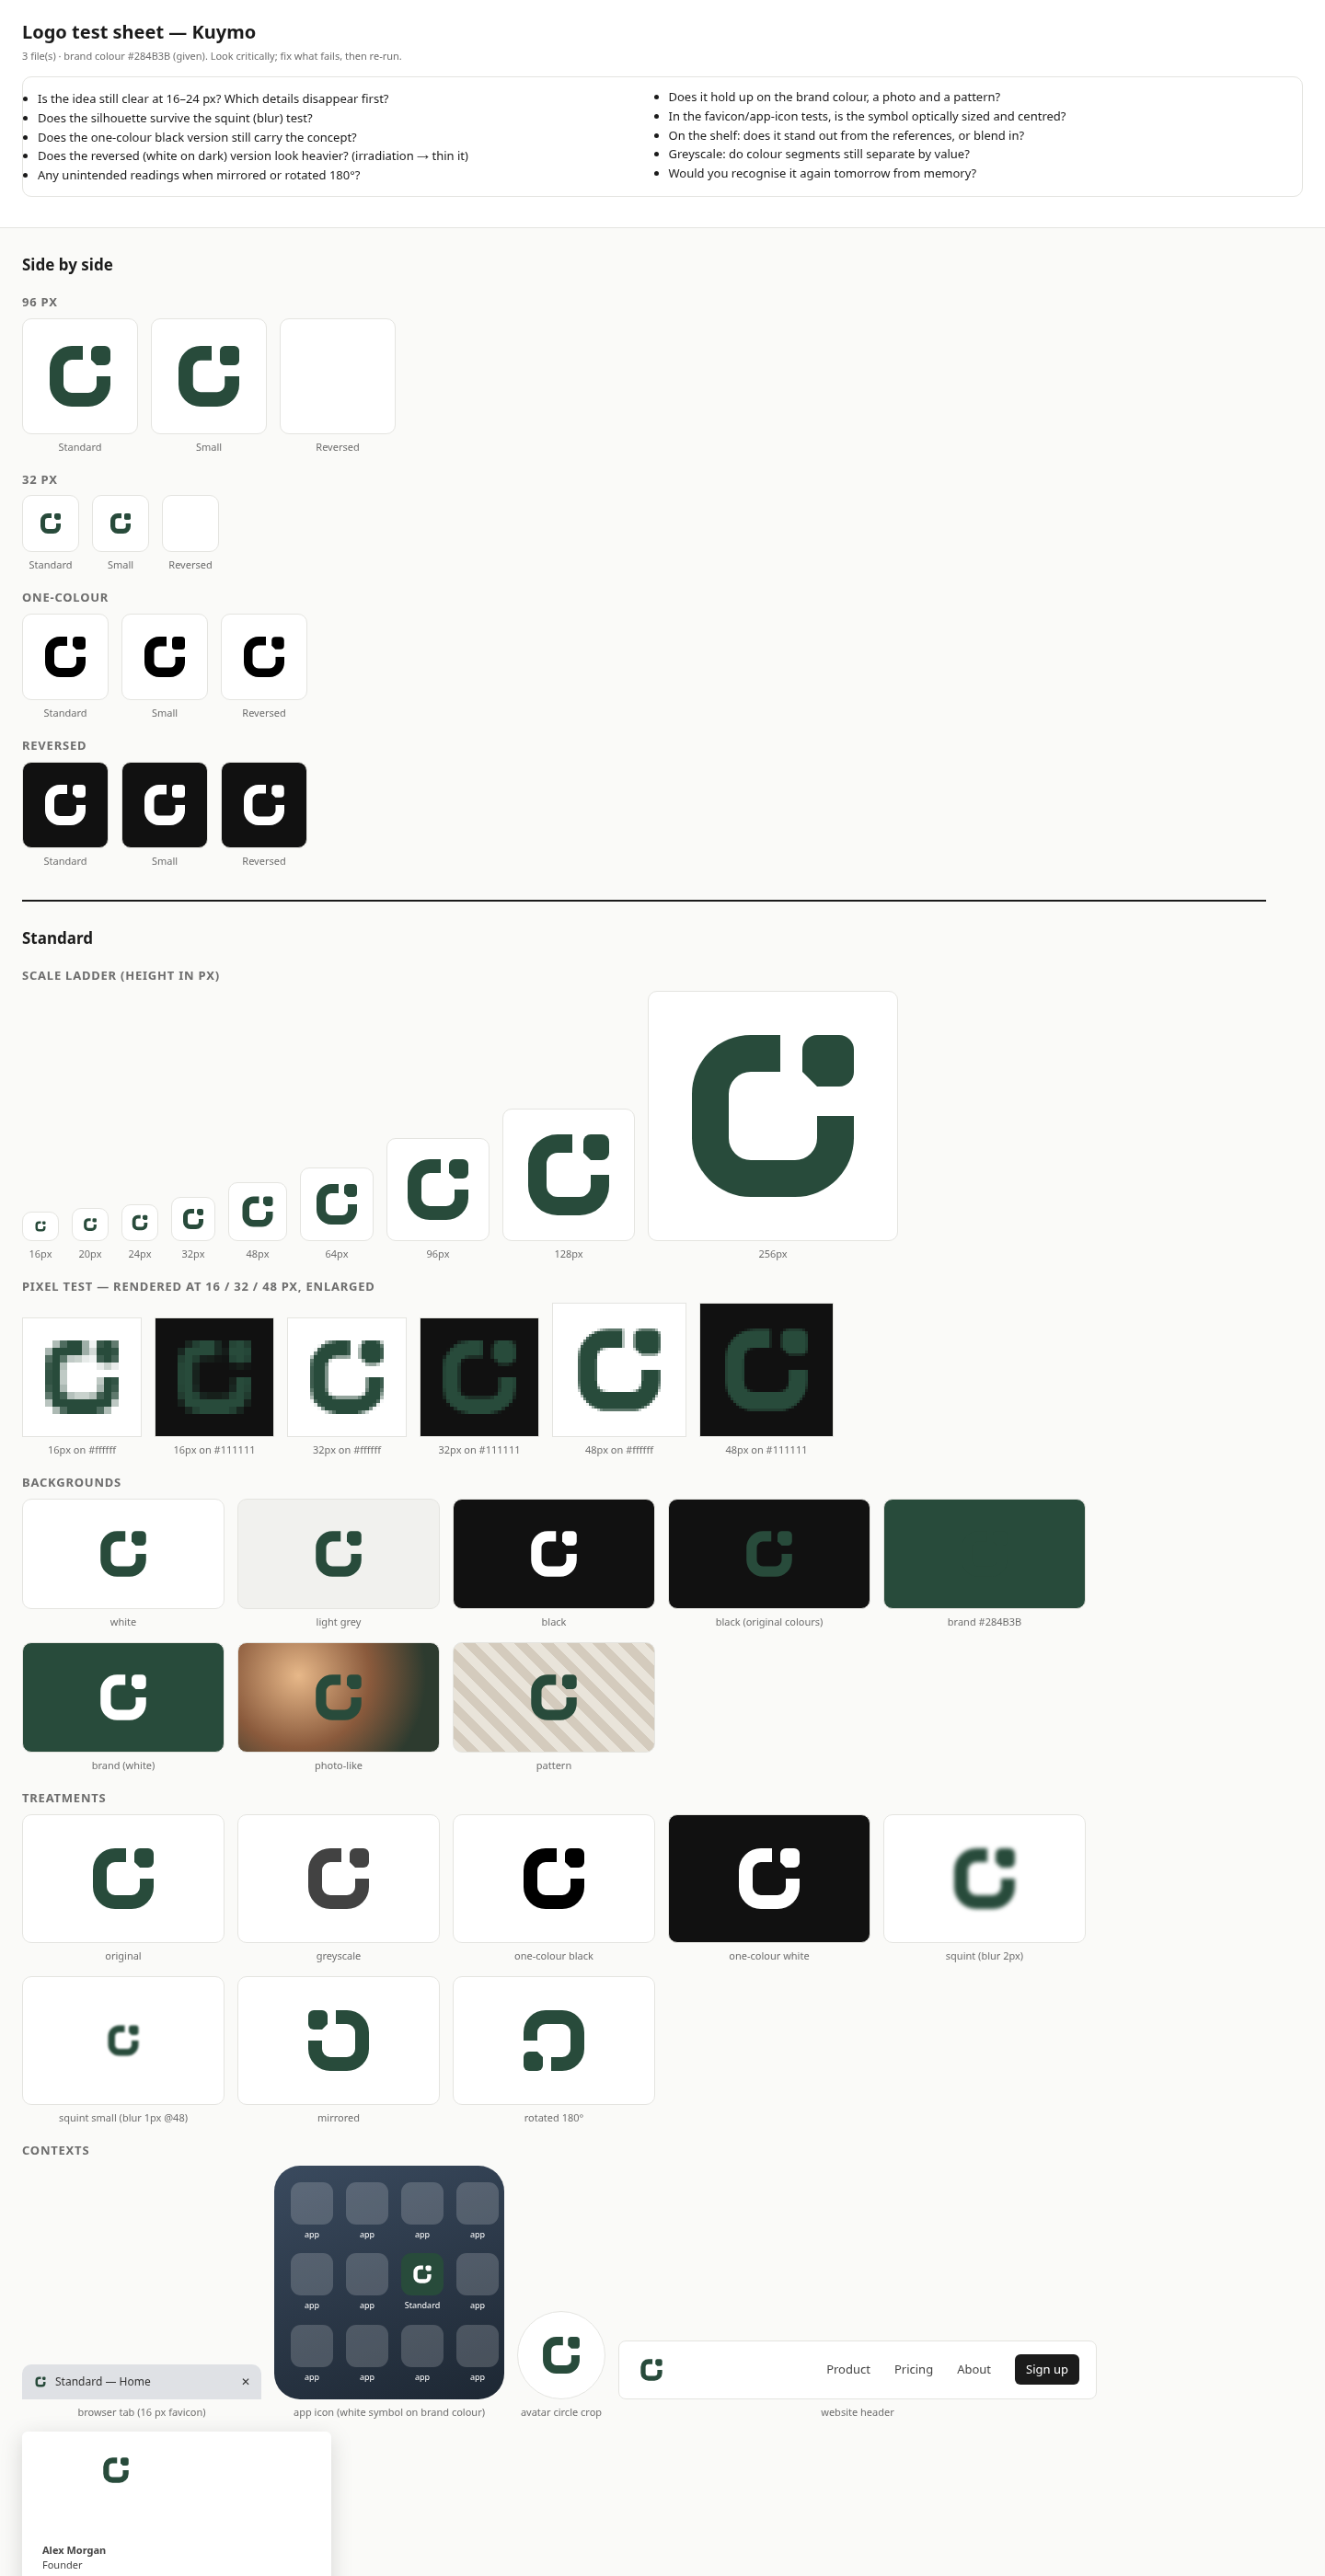 Logo test sheet — Kuymo
3 file(s) · brand colour #284B3B (given). Look critically; fix what fails, then re-run.
Is the idea still clear at 16–24 px? Which details disappear first?
Does the silhouette survive the squint (blur) test?
Does the one-colour black version still carry the concept?
Does the reversed (white on dark) version look heavier? (irradiation → thin it)
Any unintended readings when mirrored or rotated 180°?
Does it hold up on the brand colour, a photo and a pattern?
In the favicon/app-icon tests, is the symbol optically sized and centred?
On the shelf: does it stand out from the references, or blend in?
Greyscale: do colour segments still separate by value?
Would you recognise it again tomorrow from memory?
Side by side
96 PX
Standard Small Reversed
32 PX
Standard Small Reversed
ONE-COLOUR
Standard Small Reversed
REVERSED
Standard Small Reversed
Standard
SCALE LADDER (HEIGHT IN PX)
16px 20px 24px 32px 48px 64px 96px 128px 256px
PIXEL TEST — RENDERED AT 16 / 32 / 48 PX, ENLARGED
16px on #ffffff 16px on #111111 32px on #ffffff 32px on #111111 48px on #ffffff 48px on #111111
BACKGROUNDS
white light grey black black (original colours) brand #284B3B
brand (white) photo-like pattern
TREATMENTS
original greyscale one-colour black one-colour white squint (blur 2px)
squint small (blur 1px @48) mirrored rotated 180°
CONTEXTS
app app app app
app app Standard app
app app app app
Standard — Home ✕
Product Pricing About Sign up
browser tab (16 px favicon) app icon (white symbol on brand colour) avatar circle crop website header
Alex Morgan
Founder